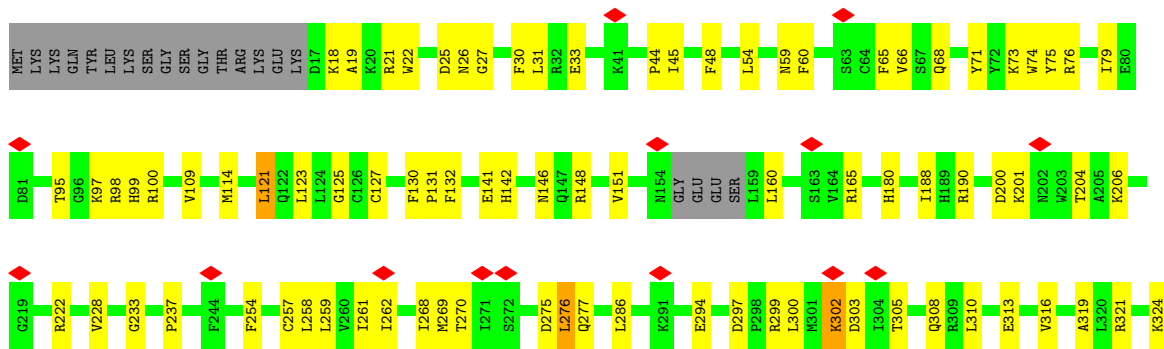 MET LYS LYS GLN TYR LEU LYS SER GLY SER GLY THR ARG LYS GLU LYS D17 K18 A19 K20 R21 W22 D25 N26 G27 F30 L31 R32 E33 K41 P44 I45 F48 L54 N59 F60 S63 C64 F65 V66 S67 Q68 Y71 Y72 K73 W74 Y75 R76 I79 E80
D81 T95 G96 K97 R98 H99 R100 V109 M114 L121 Q122 L123 L124 G125 C126 C127 F130 P131 F132 E141 H142 N146 Q147 R148 V151 N154 GLY GLU GLU SER L159 L160 S163 V164 R165 H180 I188 H189 R190 D200 K201 N202 W203 T204 A205 K206
G219 R222 V228 G233 P237 F244 F254 C257 L258 L259 V260 I261 I262 I268 M269 T270 I271 S272 D275 L276 Q277 L286 K291 E294 D297 P298 R299 L300 M301 K302 D303 I304 T305 Q308 R309 L310 E313 V316 A319 L320 R321 K324